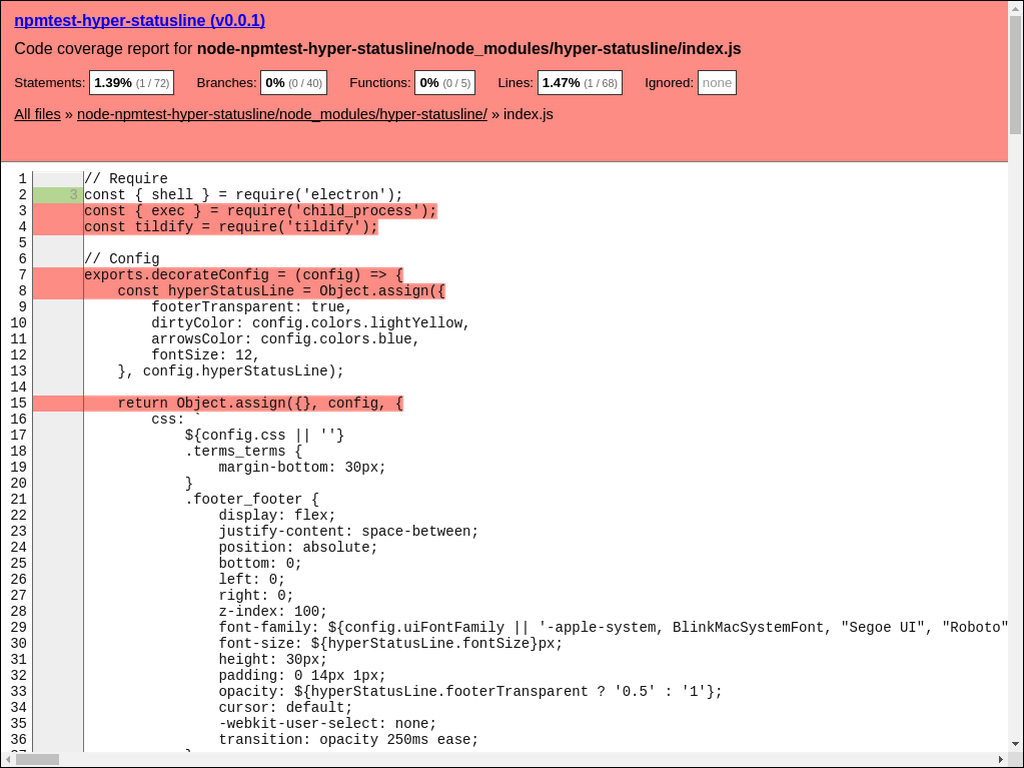 npmtest-hyper-statusline (v0.0.1)
Code coverage report for node-npmtest-hyper-statusline/node_modules/hyper-statusline/index.js
Statements: 1.39% (1 / 72) Branches: 0% (0 / 40) Functions: 0% (0 / 5) Lines: 1.47% (1 / 68) Ignored: none
All files » node-npmtest-hyper-statusline/node_modules/hyper-statusline/ » index.js
1 // Require
2 3 const { shell } = require('electron');
3 const { exec } = require('child_process');
4 const tildify = require('tildify');
5
6 // Config
7 exports.decorateConfig = (config) => {
8     const hyperStatusLine = Object.assign({
9         footerTransparent: true,
10         dirtyColor: config.colors.lightYellow,
11         arrowsColor: config.colors.blue,
12         fontSize: 12,
13     }, config.hyperStatusLine);
14
15     return Object.assign({}, config, {
16         css: `
17             ${config.css || ''}
18             .terms_terms {
19                 margin-bottom: 30px;
20             }
21             .footer_footer {
22                 display: flex;
23                 justify-content: space-between;
24                 position: absolute;
25                 bottom: 0;
26                 left: 0;
27                 right: 0;
28                 z-index: 100;
29                 font-family: ${config.uiFontFamily || '-apple-system, BlinkMacSystemFont, "Segoe UI", "Roboto"
30                 font-size: ${hyperStatusLine.fontSize}px;
31                 height: 30px;
32                 padding: 0 14px 1px;
33                 opacity: ${hyperStatusLine.footerTransparent ? '0.5' : '1'};
34                 cursor: default;
35                 -webkit-user-select: none;
36                 transition: opacity 250ms ease;